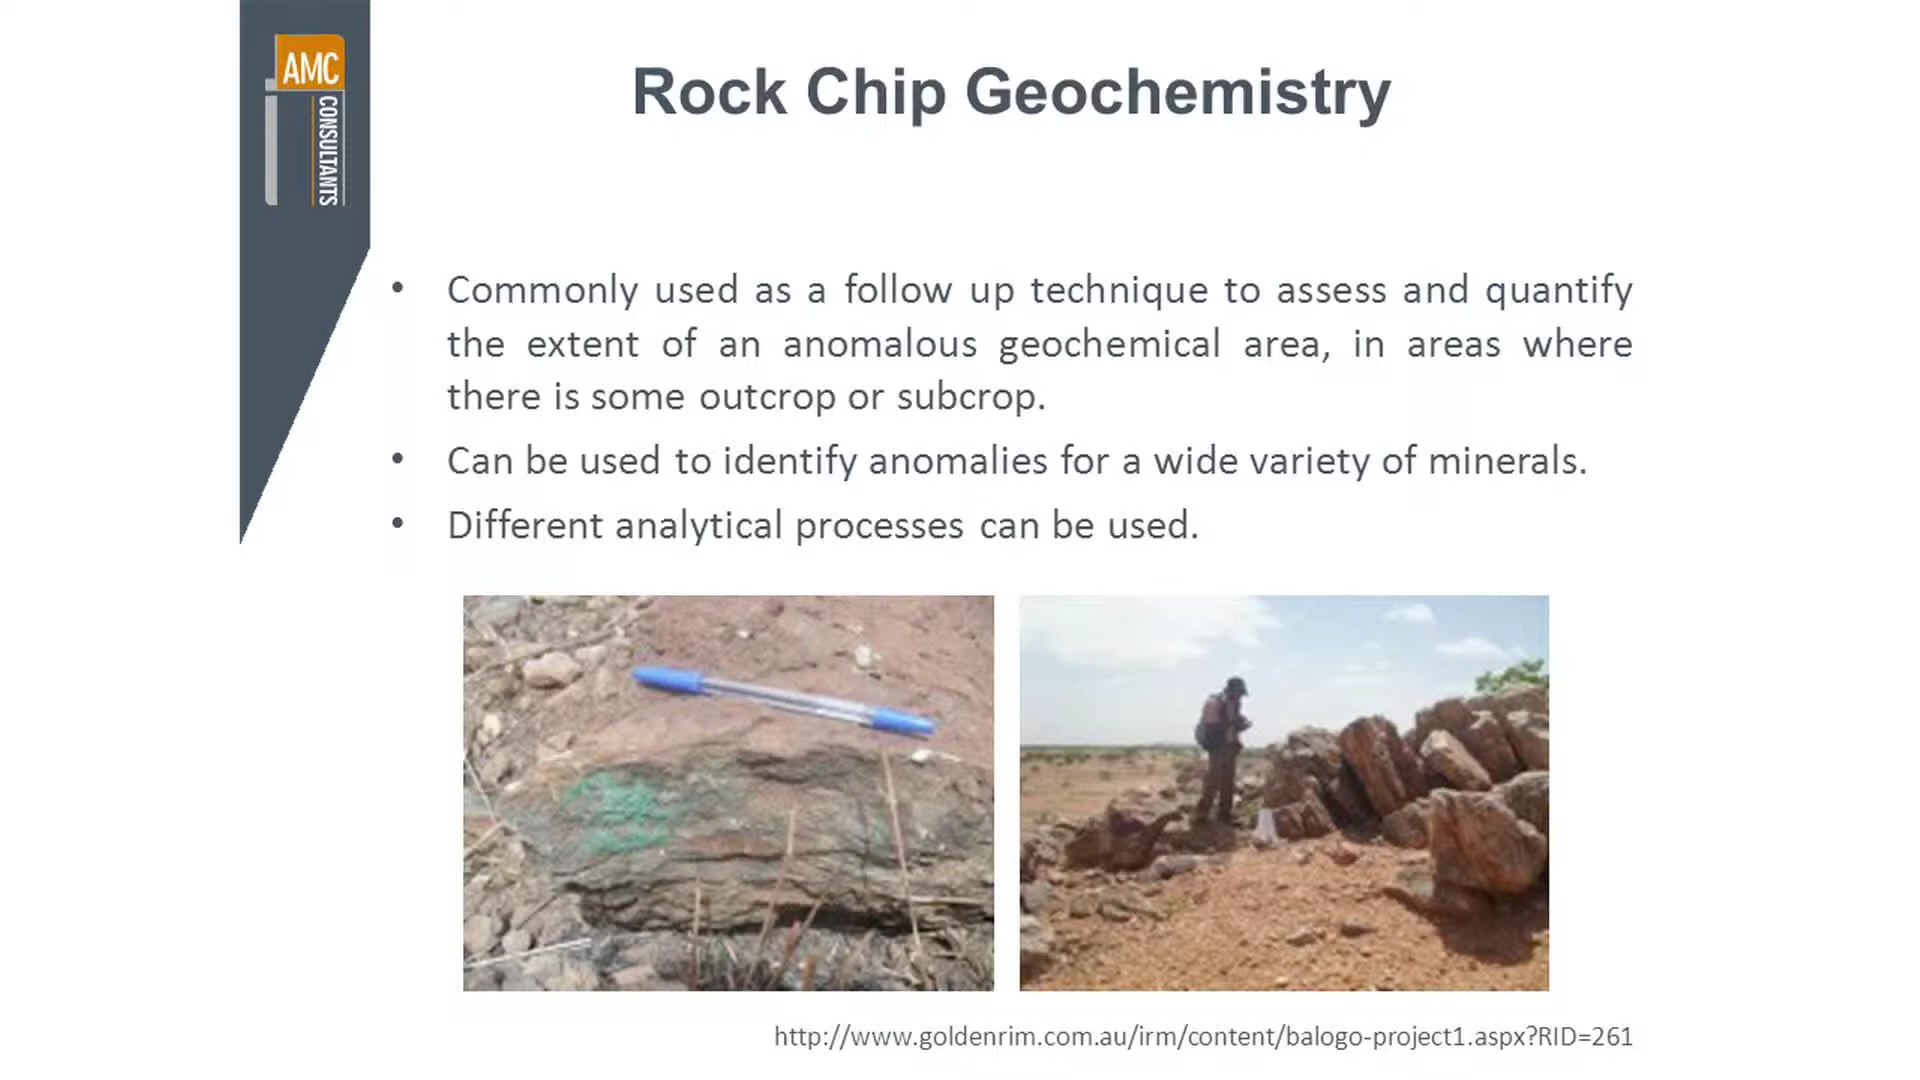 AMC
CONSULTANTS
Rock Chip Geochemistry
• Commonly used as a follow up technique to assess and quantify
the extent of an anomalous geochemical area, in areas where
there is some outcrop or subcrop.
• Can be used to identify anomalies for a wide variety of minerals.
• Different analytical processes can be used.
http://www.goldenrim.com.au/irm/content/balogo-project1.aspx?RID=261